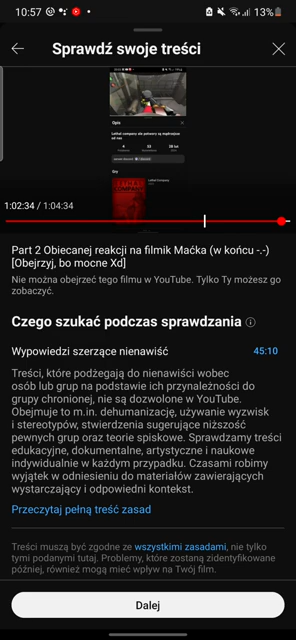 10:57
13%
Sprawdź swoje treści
Opis
Lethal company ale potwory są mądrzejsze od nas
4
33
Gry
Lethal Company
1:02:34 / 1:04:34
Part 2 Obiecanej reakcji na filmik Maćka (w końcu -.-)
[Obejrzyj, bo mocne Xd]
Nie można obejrzeć tego filmu w YouTube. Tylko Ty możesz go
zobaczyć.
Czego szukać podczas sprawdzania
Wypowiedzi szerzące nienawiść 45:10
Treści, które podżegają do nienawiści wobec
osób lub grup na podstawie ich przynależności do
grupy chronionej, nie są dozwolone w YouTube.
Obejmuje to m.in. dehumanizację, używanie wyzwisk
i stereotypów, stwierdzenia sugerujące niższość
pewnych grup oraz teorie spiskowe. Sprawdzamy treści
edukacyjne, dokumentalne, artystyczne i naukowe
indywidualnie w każdym przypadku. Czasami robimy
wyjątek w odniesieniu do materiałów zawierających
wystarczający i odpowiedni kontekst.
Przeczytaj pełną treść zasad
Treści muszą być zgodne ze wszystkimi zasadami, nie tylko
tymi podanymi tutaj. Problemy, które zostaną zidentyfikowane
później, również mogą mieć wpływ na Twój film.
Dalej